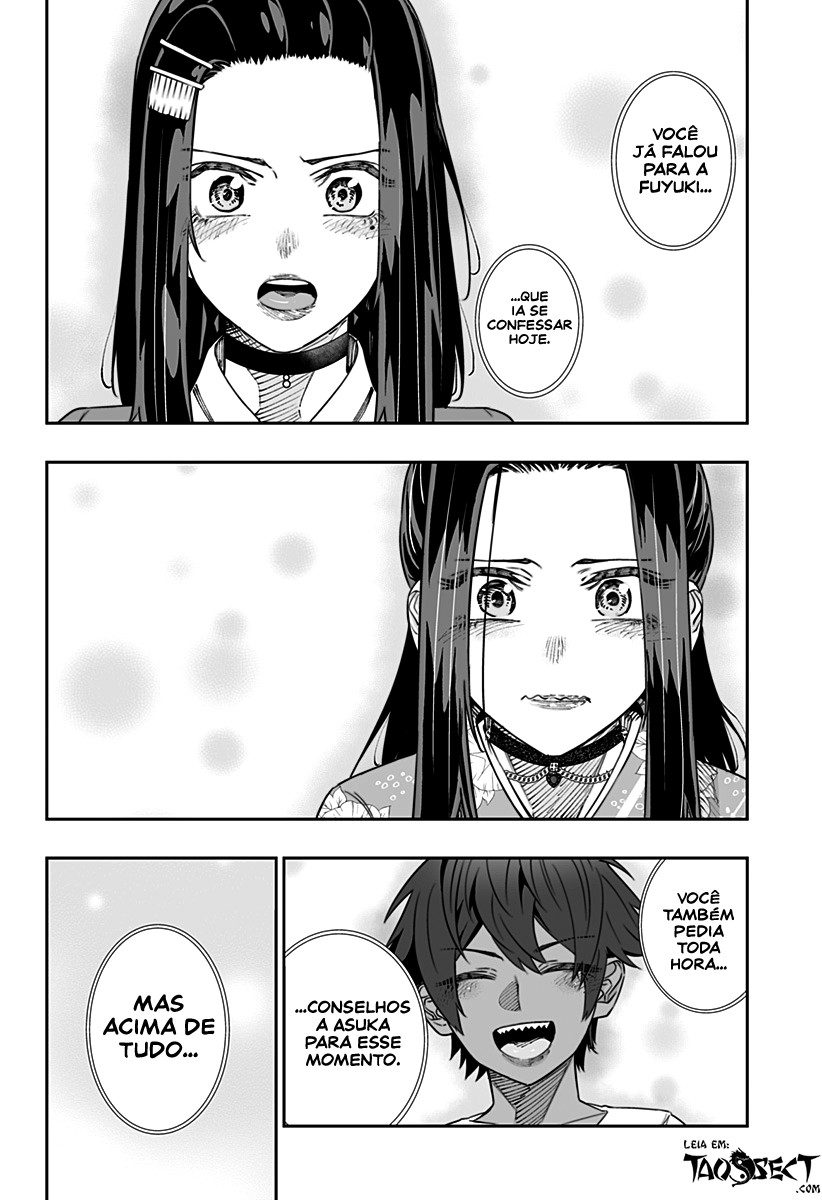 VOCÊ
JÁ FALOU
PARA A
FUYUKI...
...QUE
IA SE
CONFESSAR
HOJE.
VOCÊ
TAMBÉM
PEDIA
TODA
HORA...
...CONSELHOS
A ASUKA
PARA ESSE
MOMENTO.
MAS
ACIMA DE
TUDO...
LEIA EM:
TAOSECT
.COM